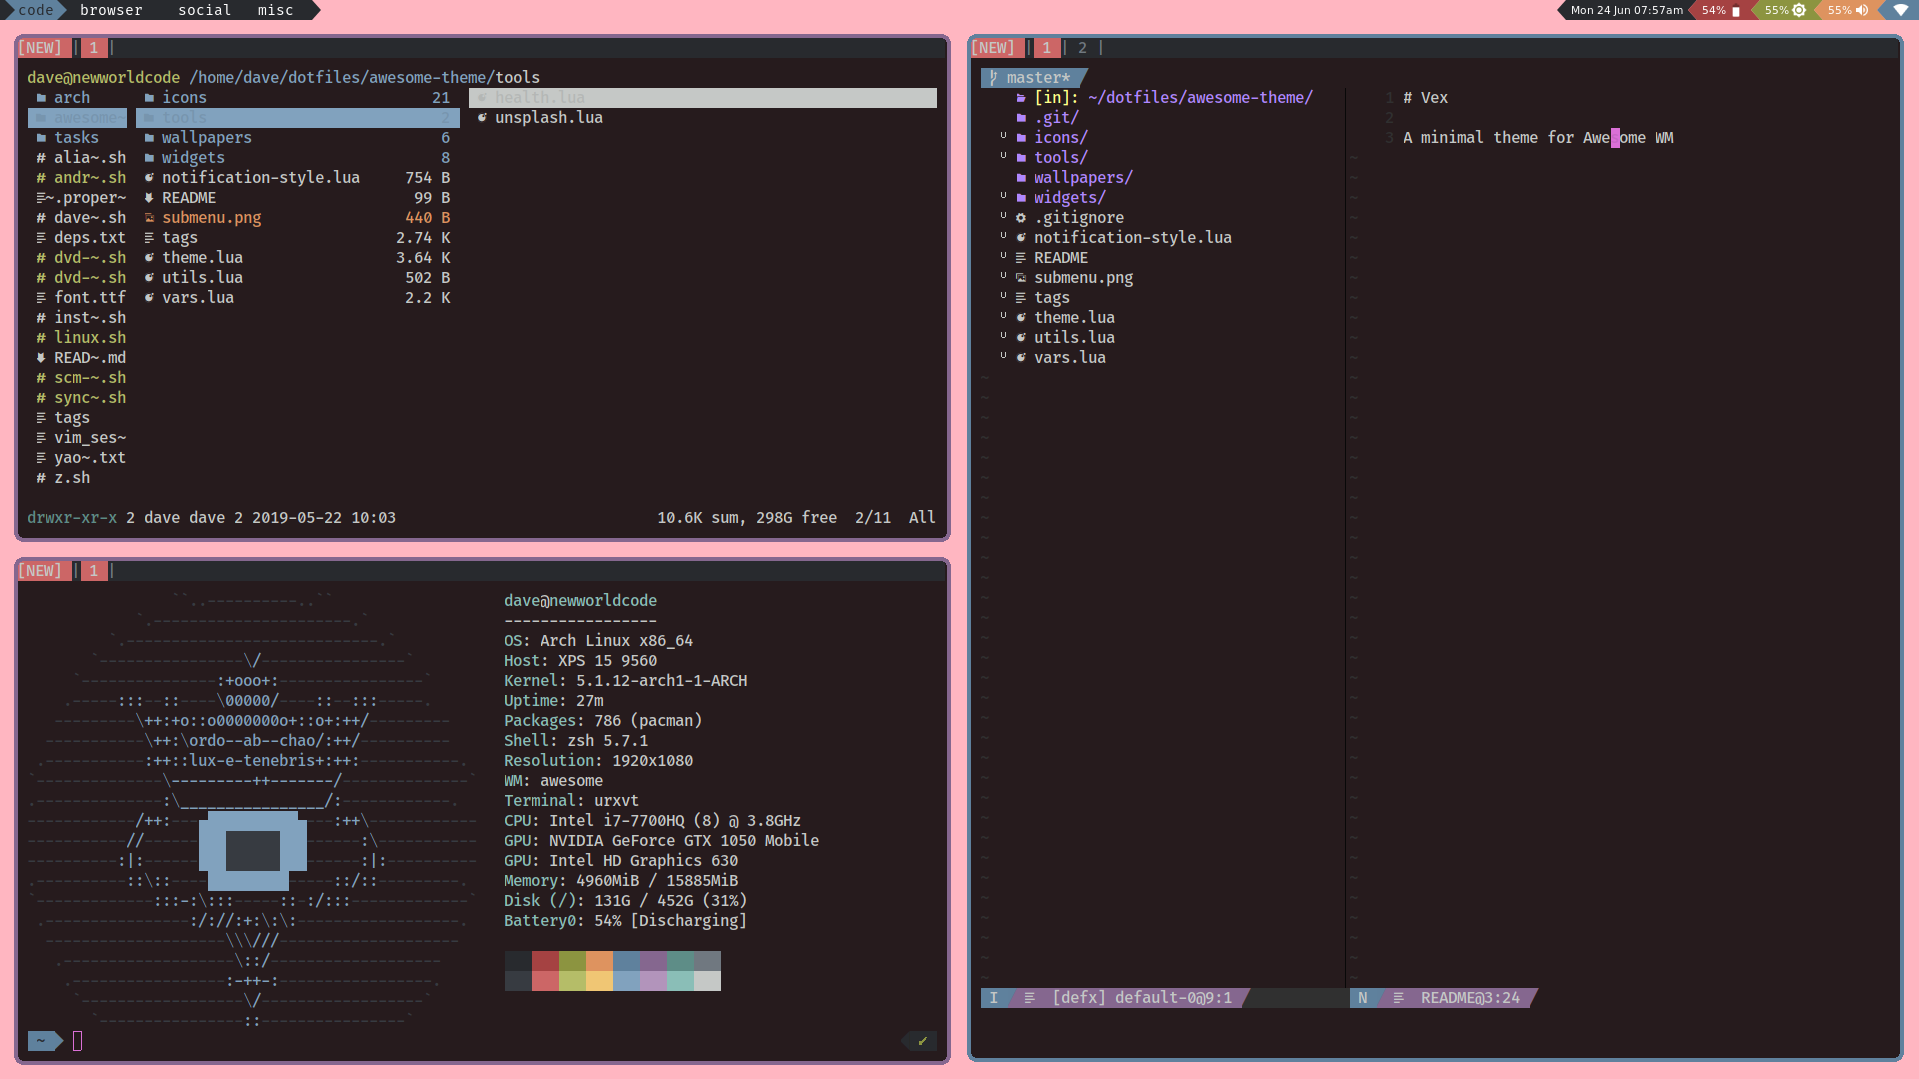 code browser social misc
Mon 24 Jun 07:57am 54% 55% 55%
[NEW] | 1 |
dave@newworldcode /home/dave/dotfiles/awesome-theme/tools
arch icons 21 health.lua
awesome~ tools 2 unsplash.lua
tasks wallpapers 6
# alia~.sh widgets 8
# andr~.sh notification-style.lua 754 B
~.proper~ README 99 B
# dave~.sh submenu.png 440 B
deps.txt tags 2.74 K
# dvd-~.sh theme.lua 3.64 K
# dvd-~.sh utils.lua 502 B
font.ttf vars.lua 2.2 K
# inst~.sh
# linux.sh
READ~.md
# scm-~.sh
# sync~.sh
tags
vim_ses~
yao~.txt
# z.sh
drwxr-xr-x 2 dave dave 2 2019-05-22 10:03 10.6K sum, 298G free 2/11 All
[NEW] | 1 |
\/
:+ooo+:
::: :: \00000/ :: :::
\++:+o::o0000000o+::o+:++/
\++:\ordo--ab--chao/:++/
:++::lux-e-tenebris+:++:
\---------++-------/
:\________________/:
/++: :++\
// :\
:|: :|:
::\:: ::/::
:::-:\::: :: :/:::
:/://:+:\:\:
\\\///
\::/
:-++-:
\/
::
dave@newworldcode
-----------------
OS: Arch Linux x86_64
Host: XPS 15 9560
Kernel: 5.1.12-arch1-1-ARCH
Uptime: 27m
Packages: 786 (pacman)
Shell: zsh 5.7.1
Resolution: 1920x1080
WM: awesome
Terminal: urxvt
CPU: Intel i7-7700HQ (8) @ 3.8GHz
GPU: NVIDIA GeForce GTX 1050 Mobile
GPU: Intel HD Graphics 630
Memory: 4960MiB / 15885MiB
Disk (/): 131G / 452G (31%)
Battery0: 54% [Discharging]
~ ✓
[NEW] | 1 | 2 |
master*
[in]: ~/dotfiles/awesome-theme/
.git/
icons/
tools/
wallpapers/
widgets/
.gitignore
notification-style.lua
README
submenu.png
tags
theme.lua
utils.lua
vars.lua
1 # Vex
2
3 A minimal theme for Awesome WM
I [defx] default-0@9:1
N README@3:24